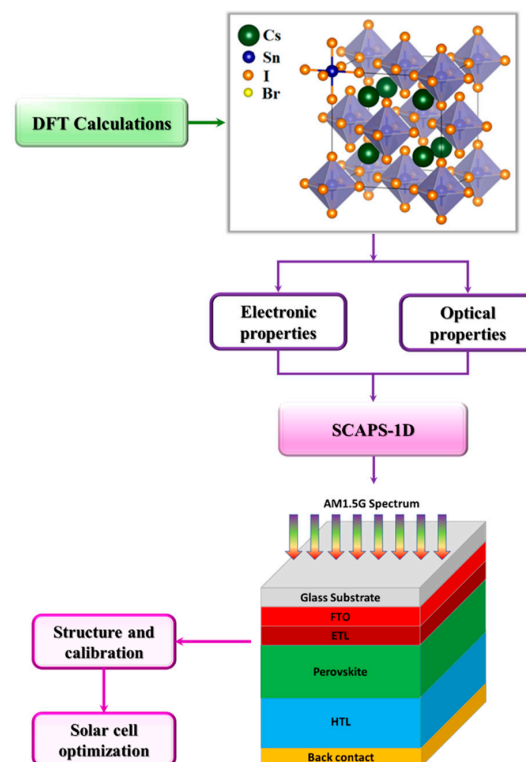 Cs
Sn
I
Br
DFT Calculations
Electronic
properties
Optical
properties
SCAPS-1D
AM1.5G Spectrum
Glass Substrate
FTO
ETL
Structure and
calibration
Perovskite
HTL
Solar cell
optimization
Back contact